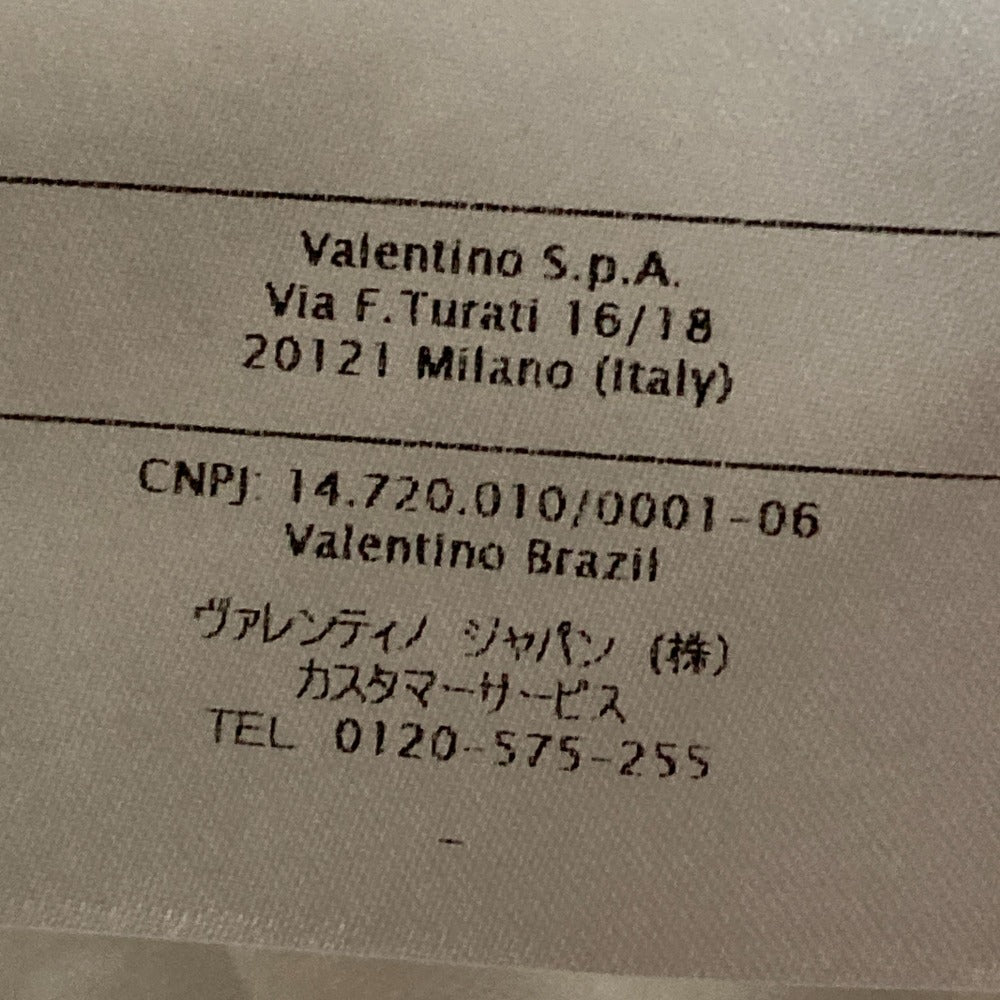 Valentino S.p.A.
Via F.Turati 16/18
20121 Milano (Italy)
CNPJ: 14.720.010/0001-06
Valentino Brazil
ヴァレンティノ ジャパン (株)
カスタマーサービス
TEL 0120-575-255
-